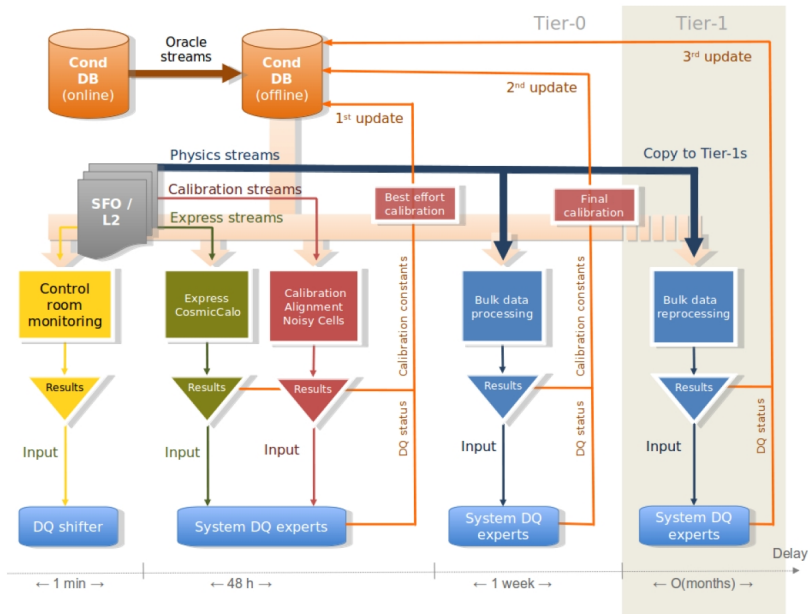 Tier-0
Tier-1
Cond
DB
(online)
Oracle
streams
Cond
DB
(offline)
3rd update
2nd update
1st update
Physics streams
Copy to Tier-1s
SFO /
L2
Calibration streams
Express streams
Best effort
calibration
Final
calibration
Control
room
monitoring
Express
CosmicCalo
Calibration
Alignment
Noisy Cells
Calibration constants
Bulk data
processing
Calibration constants
Bulk data
reprocessing
Results
Results
Results
Results
Results
DQ status
DQ status
DQ status
Input
Input
Input
Input
Input
DQ shifter
System DQ experts
System DQ
experts
System DQ
experts
Delay
← 1 min →
← 48 h →
← 1 week →
← O(months) →